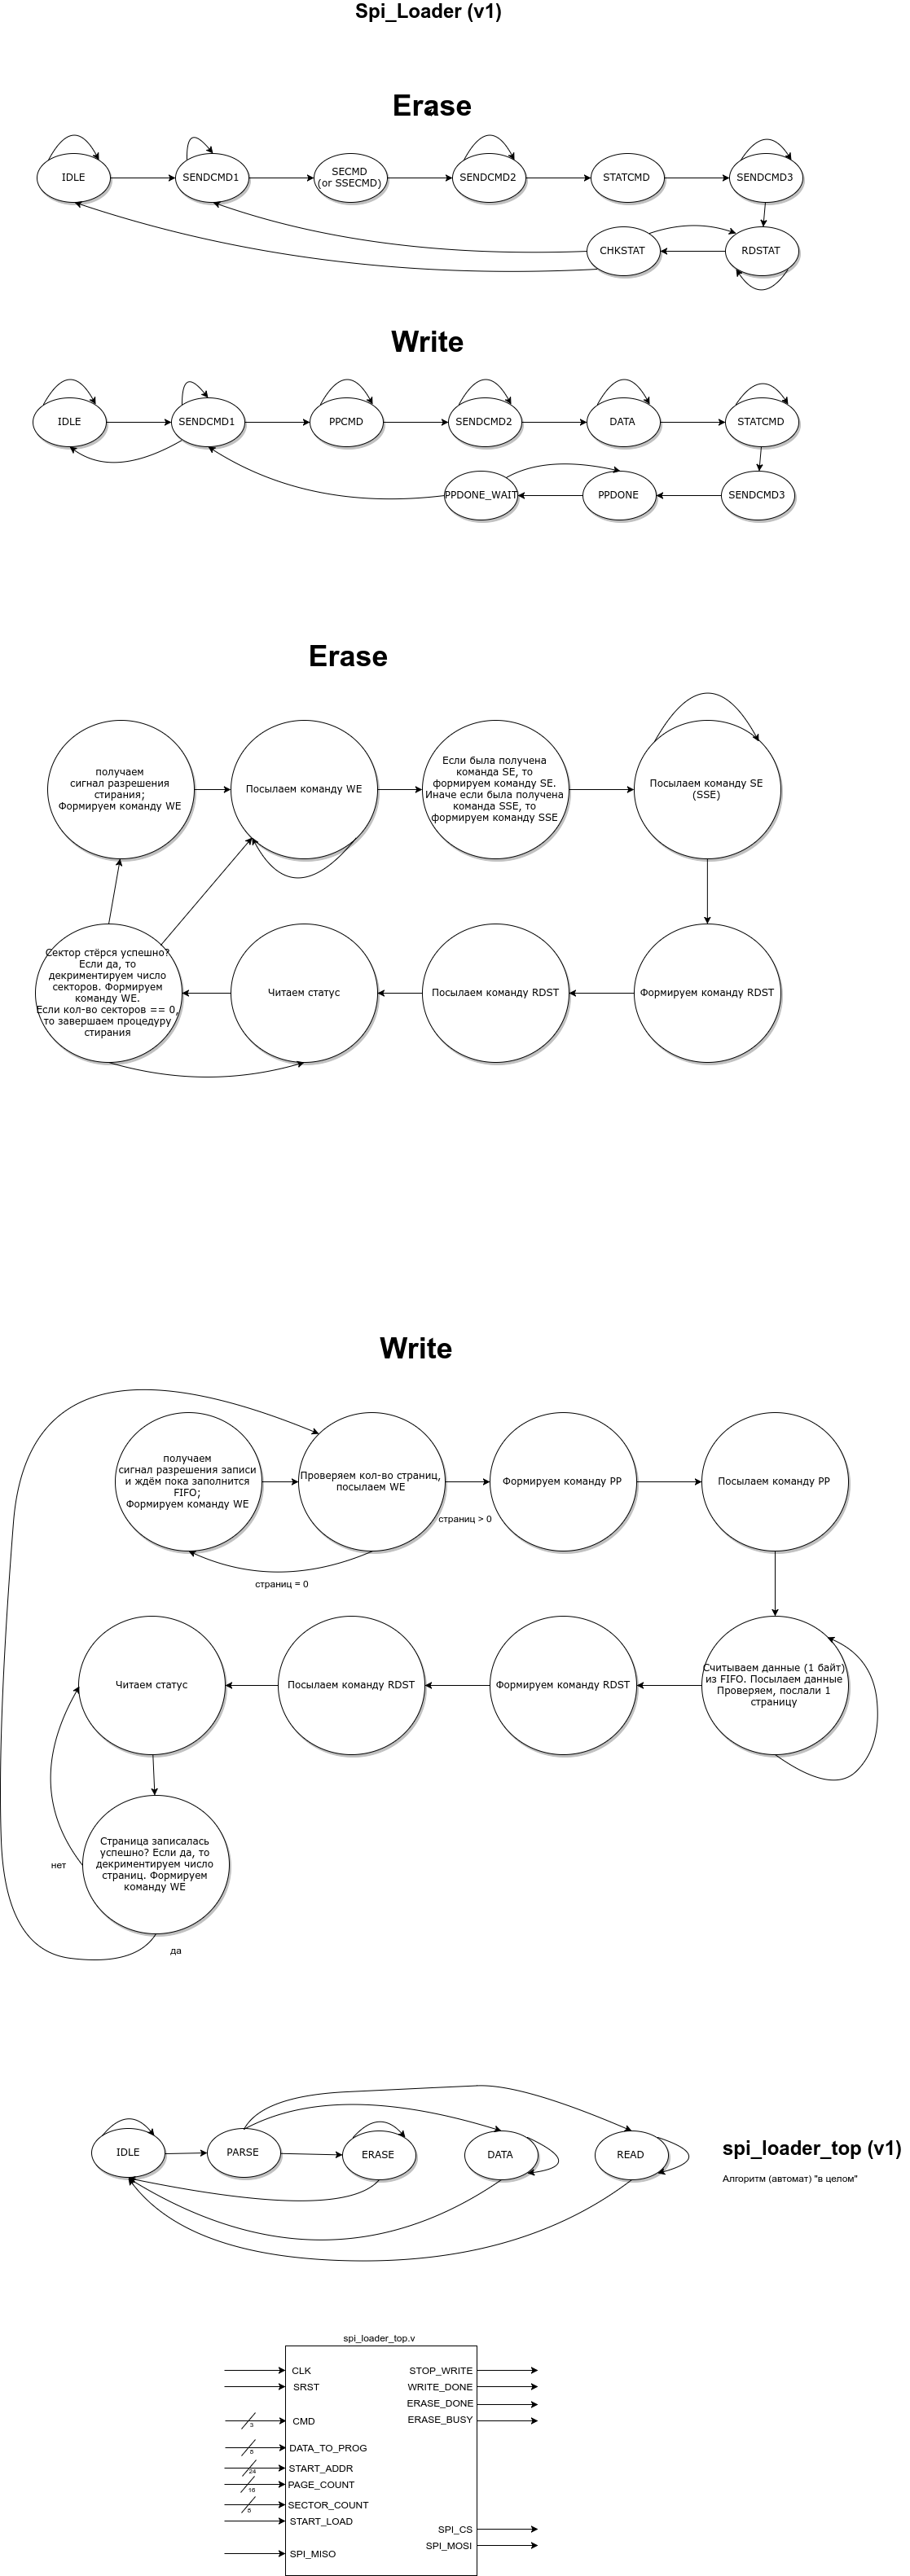 Spi_Loader (v1)
Erase
IDLE
SENDCMD1
SECMD
(or SSECMD)
SENDCMD2
STATCMD
SENDCMD3
CHKSTAT
RDSTAT
Write
IDLE
SENDCMD1
PPCMD
SENDCMD2
DATA
STATCMD
PPDONE_WAIT
PPDONE
SENDCMD3
Erase
получаем
сигнал разрешения
стирания;
Формируем команду WE
Посылаем команду WE
Если была получена
команда SE, то
формируем команду SE.
Иначе если была получена
команда SSE, то
формируем команду SSE
Посылаем команду SE
(SSE)
Сектор стёрся успешно?
Если да, то
декриментируем число
секторов. Формируем
команду WE.
Если кол-во секторов == 0,
то завершаем процедуру
стирания
Читаем статус
Посылаем команду RDST
Формируем команду RDST
Write
получаем
сигнал разрешения записи
и ждём пока заполнится
FIFO;
Формируем команду WE
Проверяем кол-во страниц,
посылаем WE
Формируем команду PP
Посылаем команду PP
страниц > 0
страниц = 0
Читаем статус
Посылаем команду RDST
Формируем команду RDST
Считываем данные (1 байт)
из FIFO. Посылаем данные
Проверяем, послали 1
страницу
Страница записалась
успешно? Если да, то
декриментируем число
страниц. Формируем
команду WE
нет
да
IDLE
PARSE
ERASE
DATA
READ
spi_loader_top (v1)
Алгоритм (автомат) "в целом"
spi_loader_top.v
CLK
STOP_WRITE
SRST
WRITE_DONE
ERASE_DONE
CMD
3
ERASE_BUSY
DATA_TO_PROG
8
START_ADDR
24
PAGE_COUNT
16
SECTOR_COUNT
START_LOAD
SPI_CS
SPI_MOSI
SPI_MISO